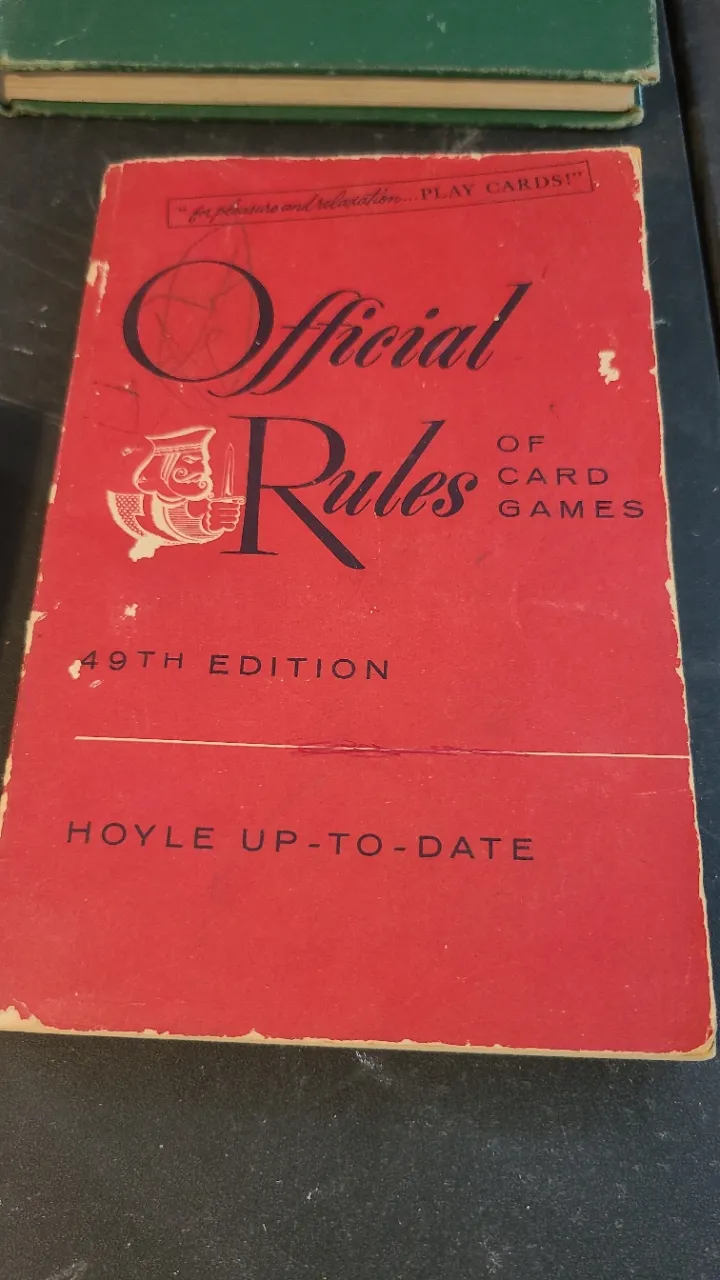 "for pleasure and relaxation... PLAY CARDS!"
Official
Rules OF CARD GAMES
49TH EDITION
HOYLE UP-TO-DATE